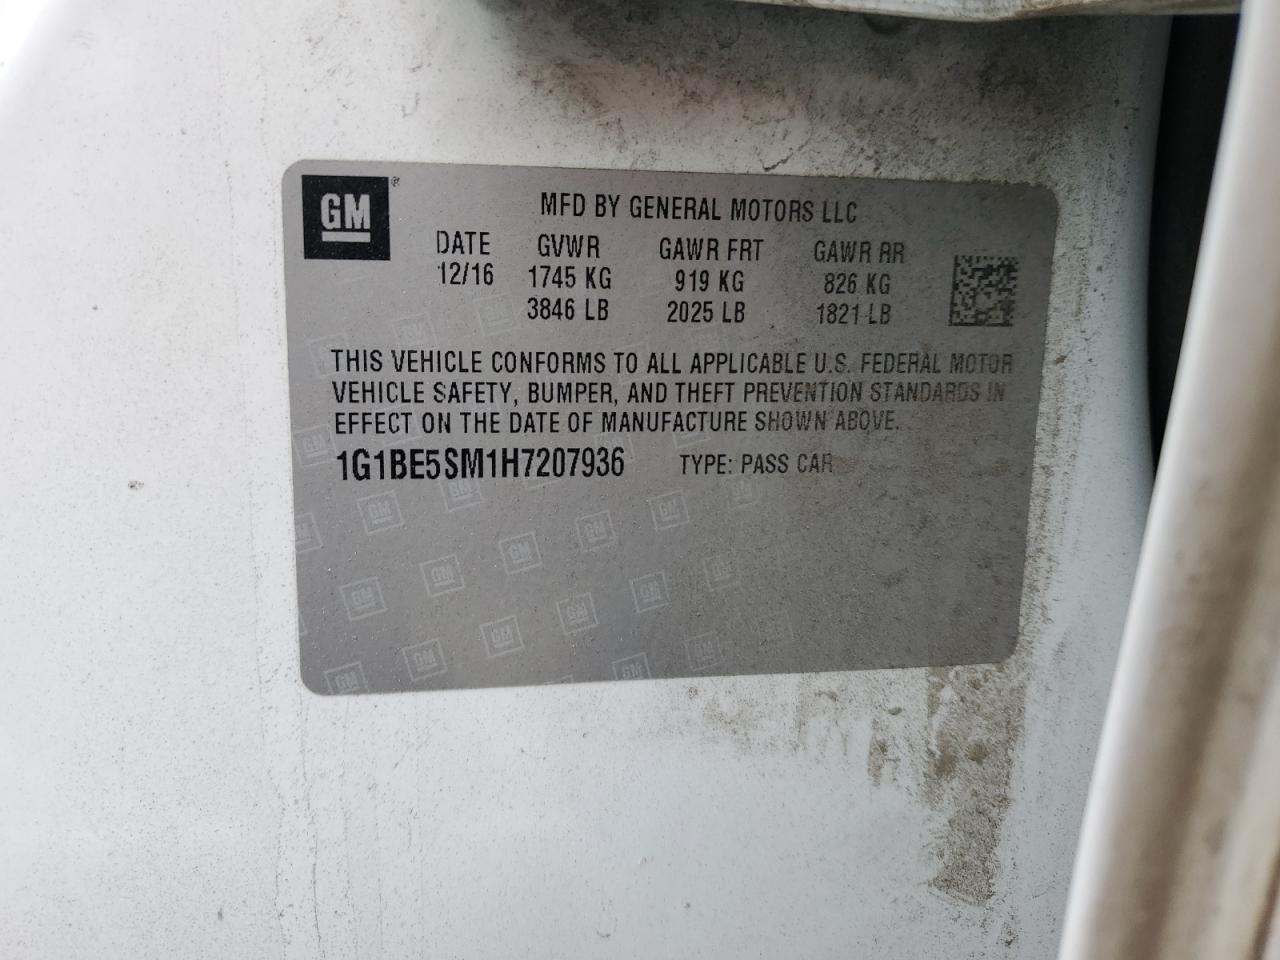 GM
MFD BY GENERAL MOTORS LLC
DATE GVWR GAWR FRT GAWR RR
12/16 1745 KG 919 KG 826 KG
3846 LB 2025 LB 1821 LB
THIS VEHICLE CONFORMS TO ALL APPLICABLE U.S. FEDERAL MOTOR
VEHICLE SAFETY, BUMPER, AND THEFT PREVENTION STANDARDS IN
EFFECT ON THE DATE OF MANUFACTURE SHOWN ABOVE.
1G1BE5SM1H7207936 TYPE: PASS CAR